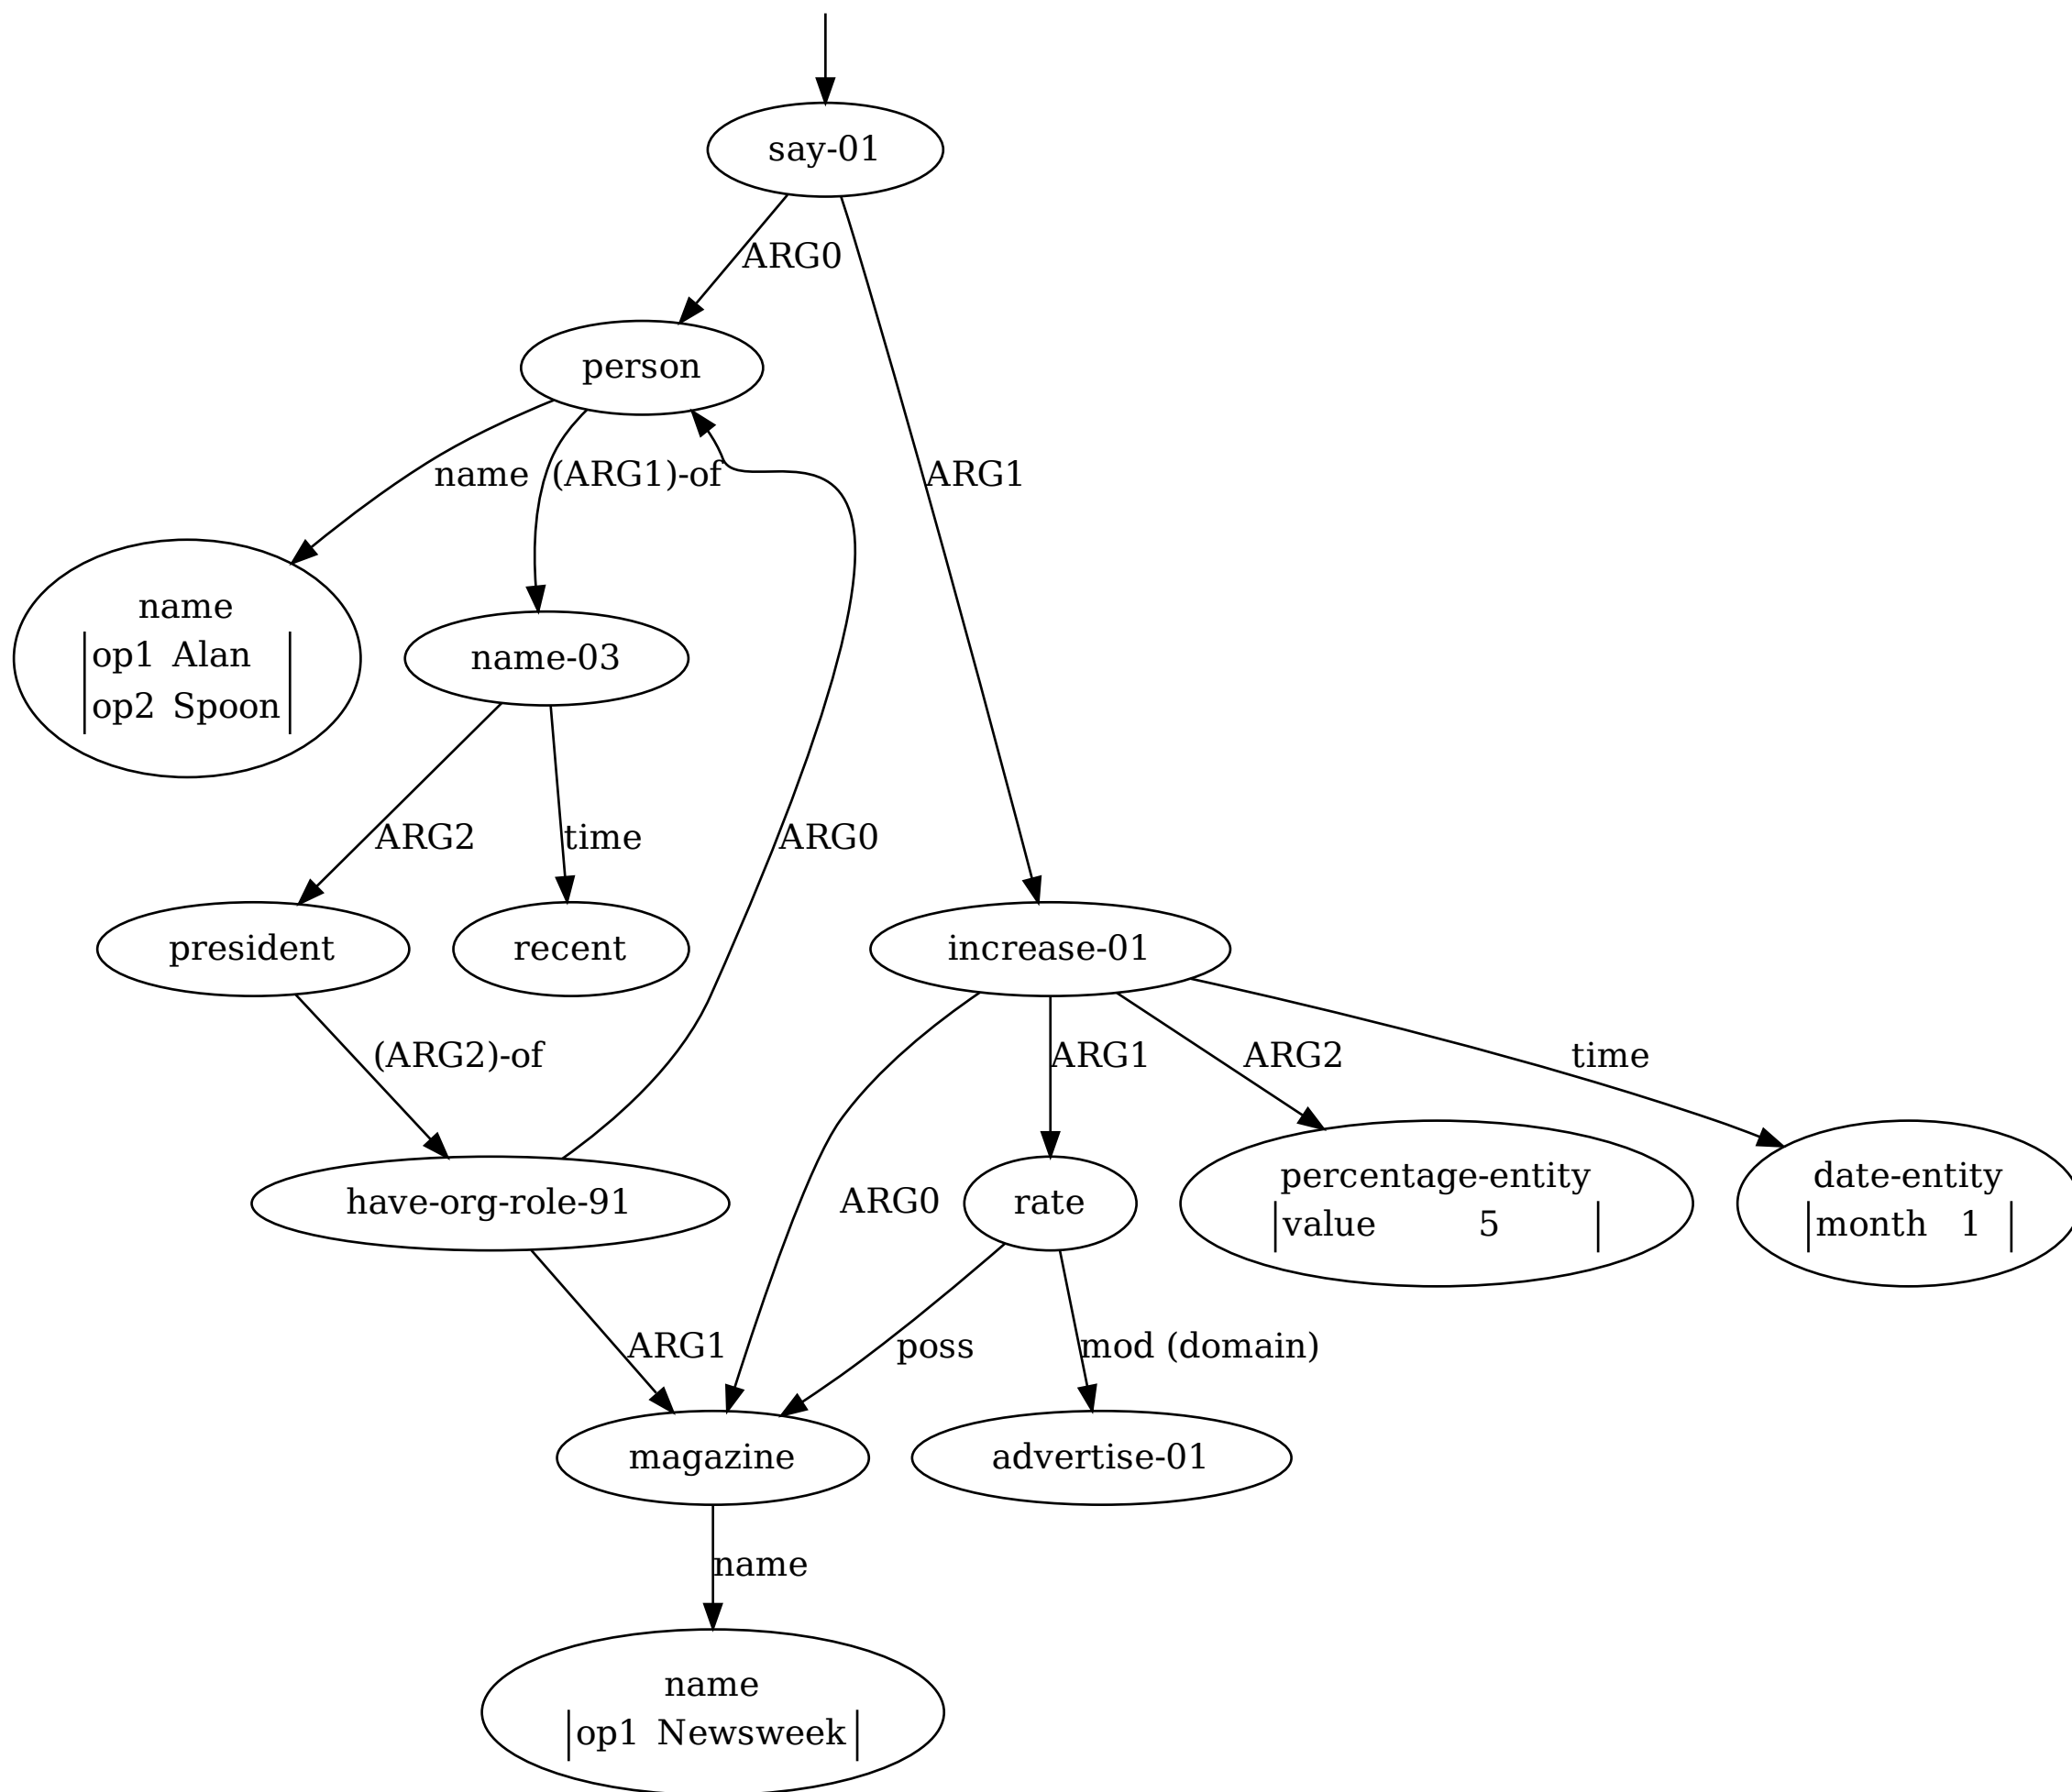 say-01
ARG0
person
name
(ARG1)-of
ARG1
name
op1 Alan
op2 Spoon
name-03
ARG2
time
ARG0
president
recent
increase-01
(ARG2)-of
ARG1
ARG2
time
have-org-role-91
ARG0
rate
percentage-entity
value 5
date-entity
month 1
ARG1
poss
mod (domain)
magazine
advertise-01
name
name
op1 Newsweek